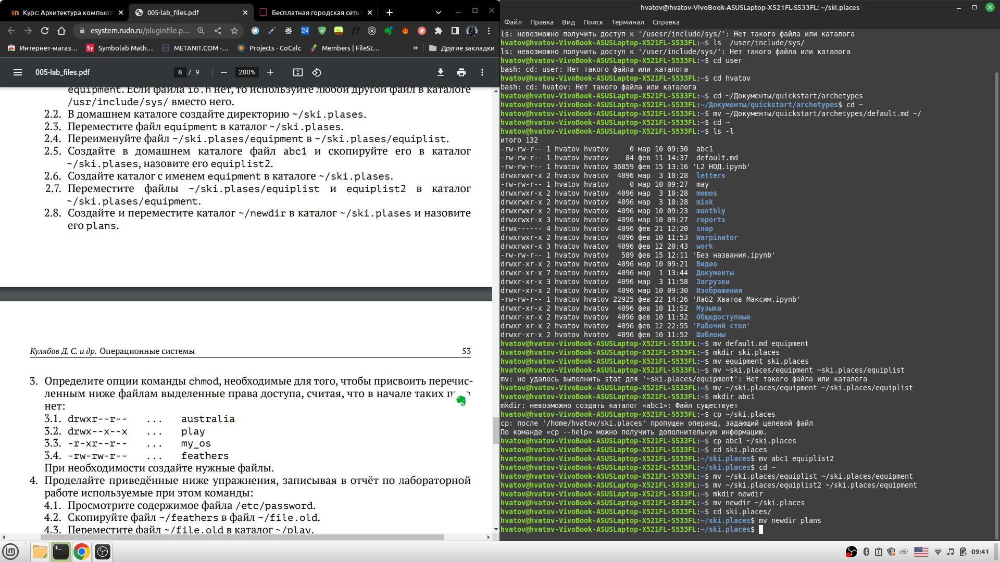 Курс: Архитектура компьют
005-lab_files.pdf
Бесплатная городская сеть
esystem.rudn.ru/pluginfile.p...
Интернет-магаз...
Symbolab Math...
METANIT.COM -...
Projects - CoCalc
Members | FileSt...
»
Другие закладки
005-lab_files.pdf
8 / 9
200%
equipment. Если файла io.h нет, то используйте любой другой файл в каталоге
/usr/include/sys/ вместо него.
2.2. В домашнем каталоге создайте директорию ~/ski.plases.
2.3. Переместите файл equipment в каталог ~/ski.plases.
2.4. Переименуйте файл ~/ski.plases/equipment в ~/ski.plases/equiplist.
2.5. Создайте в домашнем каталоге файл abc1 и скопируйте его в каталог
~/ski.plases, назовите его equiplist2.
2.6. Создайте каталог с именем equipment в каталоге ~/ski.plases.
2.7. Переместите файлы ~/ski.plases/equiplist и equiplist2 в каталог
~/ski.plases/equipment.
2.8. Создайте и переместите каталог ~/newdir в каталог ~/ski.plases и назовите
его plans.
Кулябов Д. С. и др. Операционные системы 53
3. Определите опции команды chmod, необходимые для того, чтобы присвоить перечис-
ленным ниже файлам выделенные права доступа, считая, что в начале таких
нет:
3.1. drwxr--r-- ... australia
3.2. drwx--x--x ... play
3.3. -r-xr--r-- ... my_os
3.4. -rw-rw-r-- ... feathers
При необходимости создайте нужные файлы.
4. Проделайте приведённые ниже упражнения, записывая в отчёт по лабораторной
работе используемые при этом команды:
4.1. Просмотрите содержимое файла /etc/password.
4.2. Скопируйте файл ~/feathers в файл ~/file.old.
4.3. Переместите файл ~/file.old в каталог ~/play.
hvatov@hvatov-VivoBook-ASUSLaptop-X521FL-S533FL: ~/ski.places
Файл Правка Вид Поиск Терминал Справка
ls: невозможно получить доступ к '/usesr/include/sys/': Нет такого файла или каталога
hvatov@hvatov-VivoBook-ASUSLaptop-X521FL-S533FL:~$ ls  /user/include/sys/
ls: невозможно получить доступ к '/user/include/sys/': Нет такого файла или каталога
hvatov@hvatov-VivoBook-ASUSLaptop-X521FL-S533FL:~$ cd user
bash: cd: user: Нет такого файла или каталога
hvatov@hvatov-VivoBook-ASUSLaptop-X521FL-S533FL:~$ cd hvatov
bash: cd: hvatov: Нет такого файла или каталога
hvatov@hvatov-VivoBook-ASUSLaptop-X521FL-S533FL:~$ cd ~/Документы/quickstart/archetypes
hvatov@hvatov-VivoBook-ASUSLaptop-X521FL-S533FL:~/Документы/quickstart/archetypes$ cd ~
hvatov@hvatov-VivoBook-ASUSLaptop-X521FL-S533FL:~$ mv ~/Документы/quickstart/archetypes/default.md ~/
hvatov@hvatov-VivoBook-ASUSLaptop-X521FL-S533FL:~$ cd ~
hvatov@hvatov-VivoBook-ASUSLaptop-X521FL-S533FL:~$ ls -l
итого 132
-rw-rw-r-- 1 hvatov hvatov     0 мар 10 09:30  abc1
-rw-rw-r-- 1 hvatov hvatov    84 фев 11 14:37  default.md
-rw-rw-r-- 1 hvatov hvatov 36859 фев 15 13:16 'L2 НОД.ipynb'
drwxrwxr-x 2 hvatov hvatov  4096 мар  3 10:28  letters
-rw-rw-r-- 1 hvatov hvatov     0 мар 10 09:27  may
drwxrwxr-x 2 hvatov hvatov  4096 мар  3 10:28  memos
drwxrwxr-x 2 hvatov hvatov  4096 мар  3 10:28  misk
drwxrwxr-x 2 hvatov hvatov  4096 мар 10 09:23  monthly
drwxrwxr-x 3 hvatov hvatov  4096 мар 10 09:27  reports
drwx------ 4 hvatov hvatov  4096 фев 21 12:20  snap
drwxrwxr-x 2 hvatov hvatov  4096 фев 10 11:53  Warpinator
drwxrwxr-x 3 hvatov hvatov  4096 фев 12 20:43  work
-rw-rw-r-- 1 hvatov hvatov   589 фев 15 12:11 'Без названия.ipynb'
drwxr-xr-x 2 hvatov hvatov  4096 мар 10 09:21  Видео
drwxr-xr-x 7 hvatov hvatov  4096 мар  1 13:44  Документы
drwxr-xr-x 3 hvatov hvatov  4096 мар  3 11:58  Загрузки
drwxr-xr-x 2 hvatov hvatov  4096 мар 10 09:30  Изображения
-rw-rw-r-- 1 hvatov hvatov 22925 фев 22 14:26 'Лаб2 Хватов Максим.ipynb'
drwxr-xr-x 2 hvatov hvatov  4096 фев 10 11:52  Музыка
drwxr-xr-x 2 hvatov hvatov  4096 фев 10 11:52  Общедоступные
drwxr-xr-x 2 hvatov hvatov  4096 фев 12 22:55 'Рабочий стол'
drwxr-xr-x 2 hvatov hvatov  4096 фев 10 11:52  Шаблоны
hvatov@hvatov-VivoBook-ASUSLaptop-X521FL-S533FL:~$ mv default.md equipment
hvatov@hvatov-VivoBook-ASUSLaptop-X521FL-S533FL:~$ mkdir ski.places
hvatov@hvatov-VivoBook-ASUSLaptop-X521FL-S533FL:~$ mv equipment ski.places
hvatov@hvatov-VivoBook-ASUSLaptop-X521FL-S533FL:~$ mv ~ski.places/equipment ~ski.places/equiplist
mv: не удалось выполнить stat для '~ski.places/equipment': Нет такого файла или каталога
hvatov@hvatov-VivoBook-ASUSLaptop-X521FL-S533FL:~$ mv ~/ski.places/equipment ~/ski.places/equiplist
hvatov@hvatov-VivoBook-ASUSLaptop-X521FL-S533FL:~$ mkdir abc1
mkdir: невозможно создать каталог «abc1»: Файл существует
hvatov@hvatov-VivoBook-ASUSLaptop-X521FL-S533FL:~$ cp ~/ski.places
cp: после '/home/hvatov/ski.places' пропущен операнд, задающий целевой файл
По команде «cp --help» можно получить дополнительную информацию.
hvatov@hvatov-VivoBook-ASUSLaptop-X521FL-S533FL:~$ cp abc1 ~/ski.places
hvatov@hvatov-VivoBook-ASUSLaptop-X521FL-S533FL:~$ cd ski.places
hvatov@hvatov-VivoBook-ASUSLaptop-X521FL-S533FL:~/ski.places$ mv abc1 equiplist2
hvatov@hvatov-VivoBook-ASUSLaptop-X521FL-S533FL:~/ski.places$ cd ~
hvatov@hvatov-VivoBook-ASUSLaptop-X521FL-S533FL:~$ mv ~/ski.places/equiplist ~/ski.places/equipment
hvatov@hvatov-VivoBook-ASUSLaptop-X521FL-S533FL:~$ mv ~/ski.places/equiplist2 ~/ski.places/equipment
hvatov@hvatov-VivoBook-ASUSLaptop-X521FL-S533FL:~$ mkdir newdir
hvatov@hvatov-VivoBook-ASUSLaptop-X521FL-S533FL:~$ mv newdir ~/ski.places
hvatov@hvatov-VivoBook-ASUSLaptop-X521FL-S533FL:~$ cd ski.places/
hvatov@hvatov-VivoBook-ASUSLaptop-X521FL-S533FL:~/ski.places$ mv newdir plans
hvatov@hvatov-VivoBook-ASUSLaptop-X521FL-S533FL:~/ski.places$
09:41